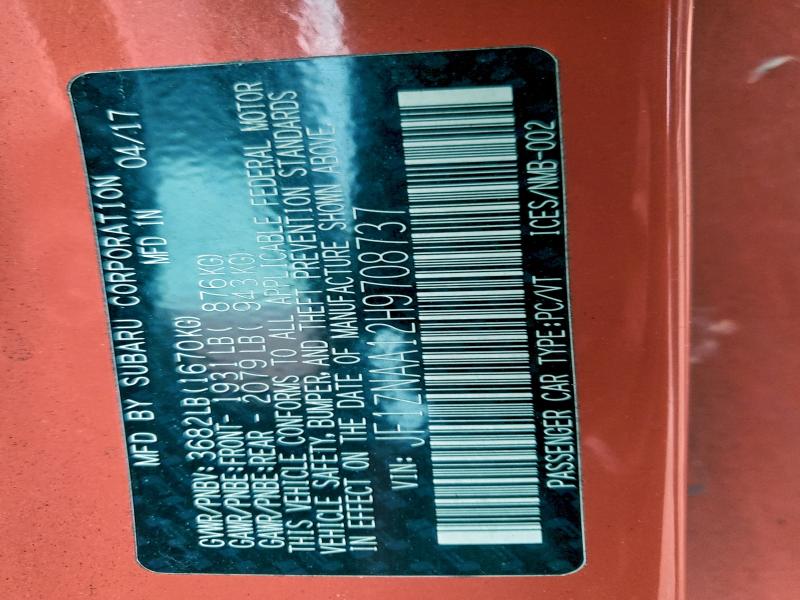 MFD BY SUBARU CORPORATION
MFD IN 04/17
GVWR/PNBV: 3682LB(1670KG)
GAWR/PNBE:FRONT- 1931LB( 876KG)
GAWR/PNBE:REAR - 2079LB( 943KG)
THIS VEHICLE CONFORMS TO ALL APPLICABLE FEDERAL MOTOR
VEHICLE SAFETY, BUMPER, AND THEFT PREVENTION STANDARDS
IN EFFECT ON THE DATE OF MANUFACTURE SHOWN ABOVE.
VIN: JF1ZNAA12H9708737
PASSENGER CAR TYPE:PC/VT ICES/NMB-002